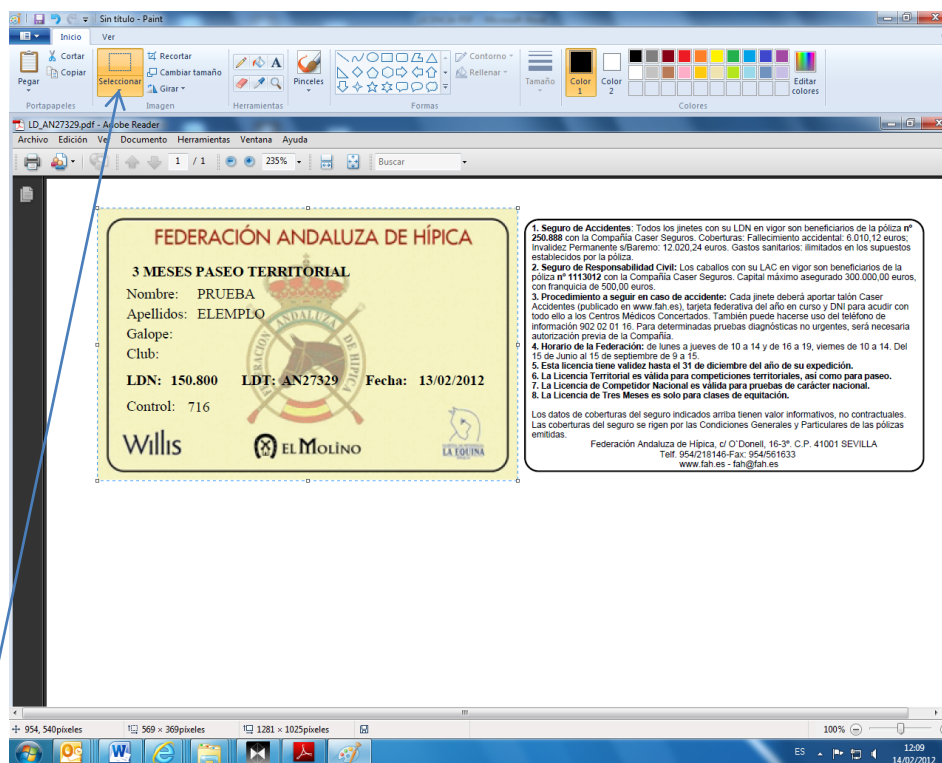 Sin título - Paint
Inicio Ver
Pegar
Cortar
Copiar
Portapapeles
Seleccionar
Recortar
Cambiar tamaño
Girar
Imagen
A
Herramientas
Pinceles
Contorno
Rellenar
Formas
Tamaño
Color 1
Color 2
Editar colores
Colores
LD_AN27329.pdf - Adobe Reader
Archivo Edición Ver Documento Herramientas Ventana Ayuda
1 / 1 235% Buscar
FEDERACIÓN ANDALUZA DE HÍPICA
3 MESES PASEO TERRITORIAL
Nombre: PRUEBA
Apellidos: ELEMPLO
Galope:
Club:
LDN: 150.800 LDT: AN27329 Fecha: 13/02/2012
Control: 716
FEDERACION ANDALUZA DE HIPICA
Willis EL MOLINO LA EQUINA
1. Seguro de Accidentes: Todos los jinetes con su LDN en vigor son beneficiarios de la póliza nº
250.888 con la Compañía Caser Seguros. Coberturas: Fallecimiento accidental: 6.010,12 euros;
Invalidez Permanente s/Baremo: 12.020,24 euros. Gastos sanitarios: ilimitados en los supuestos
establecidos por la póliza.
2. Seguro de Responsabilidad Civil: Los caballos con su LAC en vigor son beneficiarios de la
póliza nº 1113012 con la Compañía Caser Seguros. Capital máximo asegurado 300.000,00 euros,
con franquicia de 500,00 euros.
3. Procedimiento a seguir en caso de accidente: Cada jinete deberá aportar talón Caser
Accidentes (publicado en www.fah.es), tarjeta federativa del año en curso y DNI para acudir con
todo ello a los Centros Médicos Concertados. También puede hacerse uso del teléfono de
información 902 02 01 16. Para determinadas pruebas diagnósticas no urgentes, será necesaria
autorización previa de la Compañía.
4. Horario de la Federación: de lunes a jueves de 10 a 14 y de 16 a 19, viernes de 10 a 14. Del
15 de Junio al 15 de septiembre de 9 a 15.
5. Esta licencia tiene validez hasta el 31 de diciembre del año de su expedición.
6. La Licencia Territorial es válida para competiciones territoriales, así como para paseo.
7. La Licencia de Competidor Nacional es válida para pruebas de carácter nacional.
8. La Licencia de Tres Meses es solo para clases de equitación.
Los datos de coberturas del seguro indicados arriba tienen valor informativos, no contractuales.
Las coberturas del seguro se rigen por las Condiciones Generales y Particulares de las pólizas
emitidas.
Federación Andaluza de Hípica, c/ O´Donell, 16-3º. C.P. 41001 SEVILLA
Telf. 954/218146-Fax: 954/561633
www.fah.es - fah@fah.es
954, 540píxeles 569 × 369píxeles 1281 × 1025píxeles 100%
ES 12:09
14/02/2012